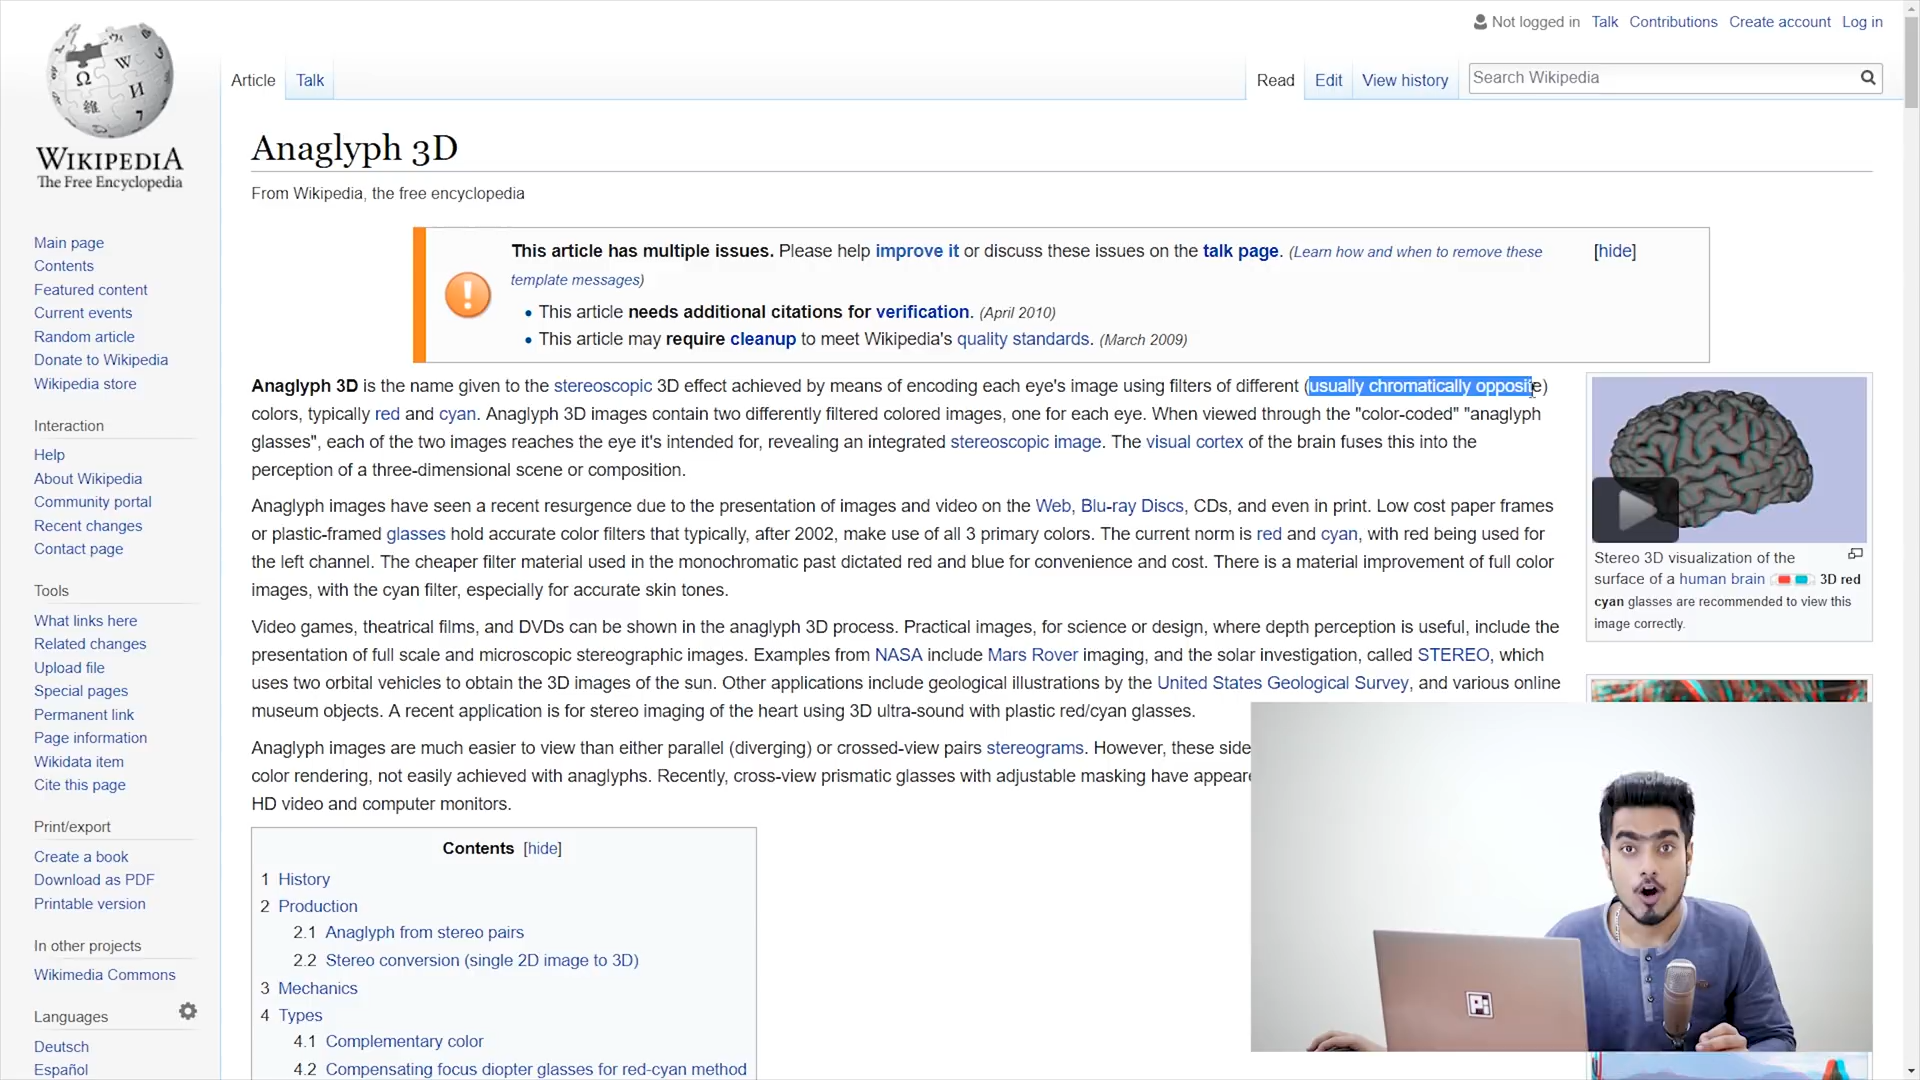 Not logged in Talk Contributions Create account Log in
Article Talk Read Edit View history Search Wikipedia
WIKIPEDIA
The Free Encyclopedia
Main page
Contents
Featured content
Current events
Random article
Donate to Wikipedia
Wikipedia store
Interaction
Help
About Wikipedia
Community portal
Recent changes
Contact page
Tools
What links here
Related changes
Upload file
Special pages
Permanent link
Page information
Wikidata item
Cite this page
Print/export
Create a book
Download as PDF
Printable version
In other projects
Wikimedia Commons
Languages
Deutsch
Español
Anaglyph 3D
From Wikipedia, the free encyclopedia
This article has multiple issues. Please help improve it or discuss these issues on the talk page. (Learn how and when to remove these [hide]
template messages)
• This article needs additional citations for verification. (April 2010)
• This article may require cleanup to meet Wikipedia's quality standards. (March 2009)
Anaglyph 3D is the name given to the stereoscopic 3D effect achieved by means of encoding each eye's image using filters of different (usually chromatically opposite)
colors, typically red and cyan. Anaglyph 3D images contain two differently filtered colored images, one for each eye. When viewed through the "color-coded" "anaglyph
glasses", each of the two images reaches the eye it's intended for, revealing an integrated stereoscopic image. The visual cortex of the brain fuses this into the
perception of a three-dimensional scene or composition.
Anaglyph images have seen a recent resurgence due to the presentation of images and video on the Web, Blu-ray Discs, CDs, and even in print. Low cost paper frames
or plastic-framed glasses hold accurate color filters that typically, after 2002, make use of all 3 primary colors. The current norm is red and cyan, with red being used for
the left channel. The cheaper filter material used in the monochromatic past dictated red and blue for convenience and cost. There is a material improvement of full color
images, with the cyan filter, especially for accurate skin tones.
Video games, theatrical films, and DVDs can be shown in the anaglyph 3D process. Practical images, for science or design, where depth perception is useful, include the
presentation of full scale and microscopic stereographic images. Examples from NASA include Mars Rover imaging, and the solar investigation, called STEREO, which
uses two orbital vehicles to obtain the 3D images of the sun. Other applications include geological illustrations by the United States Geological Survey, and various online
museum objects. A recent application is for stereo imaging of the heart using 3D ultra-sound with plastic red/cyan glasses.
Anaglyph images are much easier to view than either parallel (diverging) or crossed-view pairs stereograms. However, these side
color rendering, not easily achieved with anaglyphs. Recently, cross-view prismatic glasses with adjustable masking have appeare
HD video and computer monitors.
Contents [hide]
1 History
2 Production
2.1 Anaglyph from stereo pairs
2.2 Stereo conversion (single 2D image to 3D)
3 Mechanics
4 Types
4.1 Complementary color
4.2 Compensating focus diopter glasses for red-cyan method
Stereo 3D visualization of the
surface of a human brain 3D red
cyan glasses are recommended to view this
image correctly.